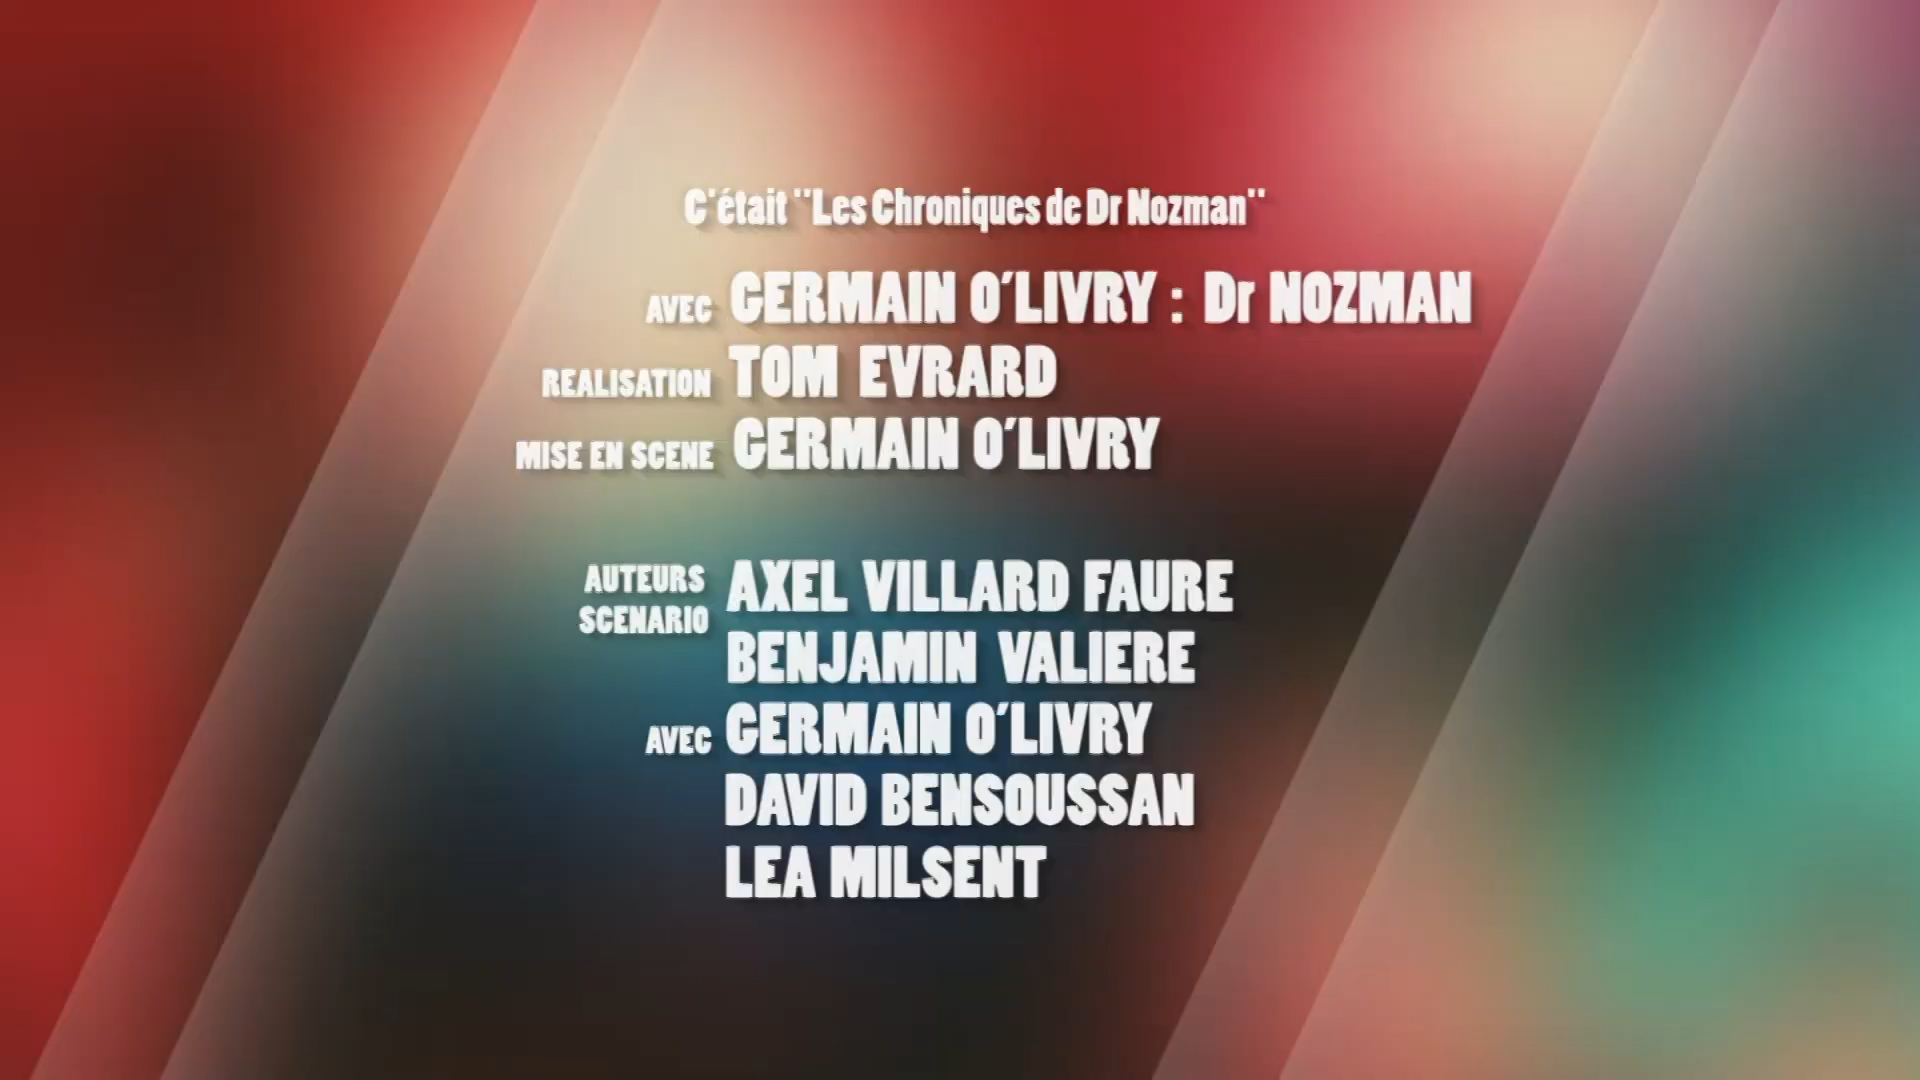 C'était "Les Chroniques de Dr Nozman"
AVEC GERMAIN O'LIVRY : Dr NOZMAN
REALISATION TOM EVRARD
MISE EN SCENE GERMAIN O'LIVRY
AUTEURS SCENARIO AXEL VILLARD FAURE
BENJAMIN VALIERE
AVEC GERMAIN O'LIVRY
DAVID BENSOUSSAN
LEA MILSENT